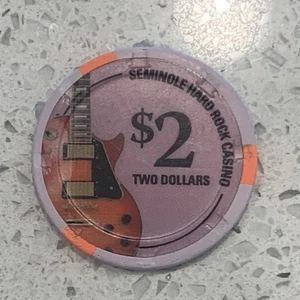 SEMINOLE HARD ROCK CASINO
$2
TWO DOLLARS